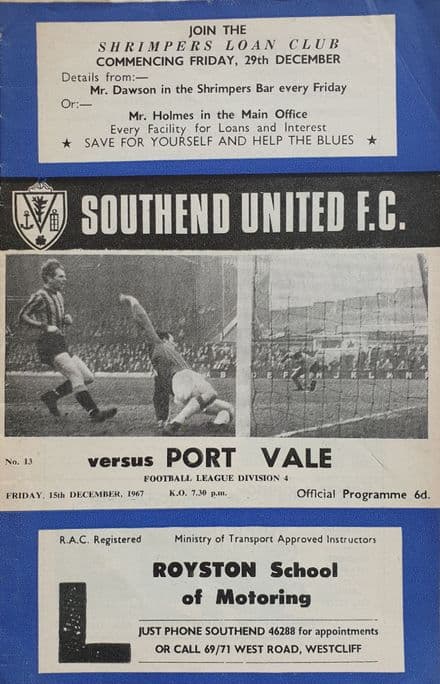 JOIN THE
SHRIMPERS LOAN CLUB
COMMENCING FRIDAY, 29th DECEMBER
Details from:—
Mr. Dawson in the Shrimpers Bar every Friday
Or:—
Mr. Holmes in the Main Office
Every Facility for Loans and Interest
★ SAVE FOR YOURSELF AND HELP THE BLUES ★
SOUTHEND UNITED F.C.
No. 13
versus PORT VALE
FOOTBALL LEAGUE DIVISION 4
FRIDAY, 15th DECEMBER, 1967 K.O. 7.30 p.m. Official Programme 6d.
R.A.C. Registered Ministry of Transport Approved Instructors
L
ROYSTON School
of Motoring
JUST PHONE SOUTHEND 46288 for appointments
OR CALL 69/71 WEST ROAD, WESTCLIFF